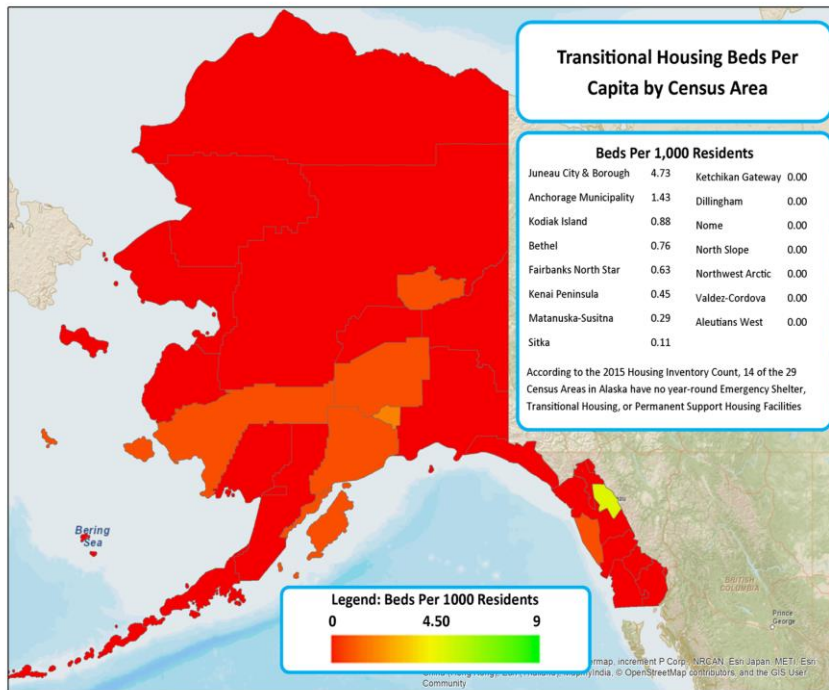 Transitional Housing Beds Per
Capita by Census Area
Beds Per 1,000 Residents
Juneau City & Borough 4.73
Anchorage Municipality 1.43
Kodiak Island 0.88
Bethel 0.76
Fairbanks North Star 0.63
Kenai Peninsula 0.45
Matanuska-Susitna 0.29
Sitka 0.11
Ketchikan Gateway 0.00
Dillingham 0.00
Nome 0.00
North Slope 0.00
Northwest Arctic 0.00
Valdez-Cordova 0.00
Aleutians West 0.00
According to the 2015 Housing Inventory Count, 14 of the 29
Census Areas in Alaska have no year-round Emergency Shelter,
Transitional Housing, or Permanent Support Housing Facilities
Bering
Sea
BRITISH
COLUMBIA
Prince
George
Legend: Beds Per 1000 Residents
0 4.50 9
increment P Corp., NRCAN, Esri Japan, METI, Esri
MapmyIndia, © OpenStreetMap contributors, and the GIS User
Community